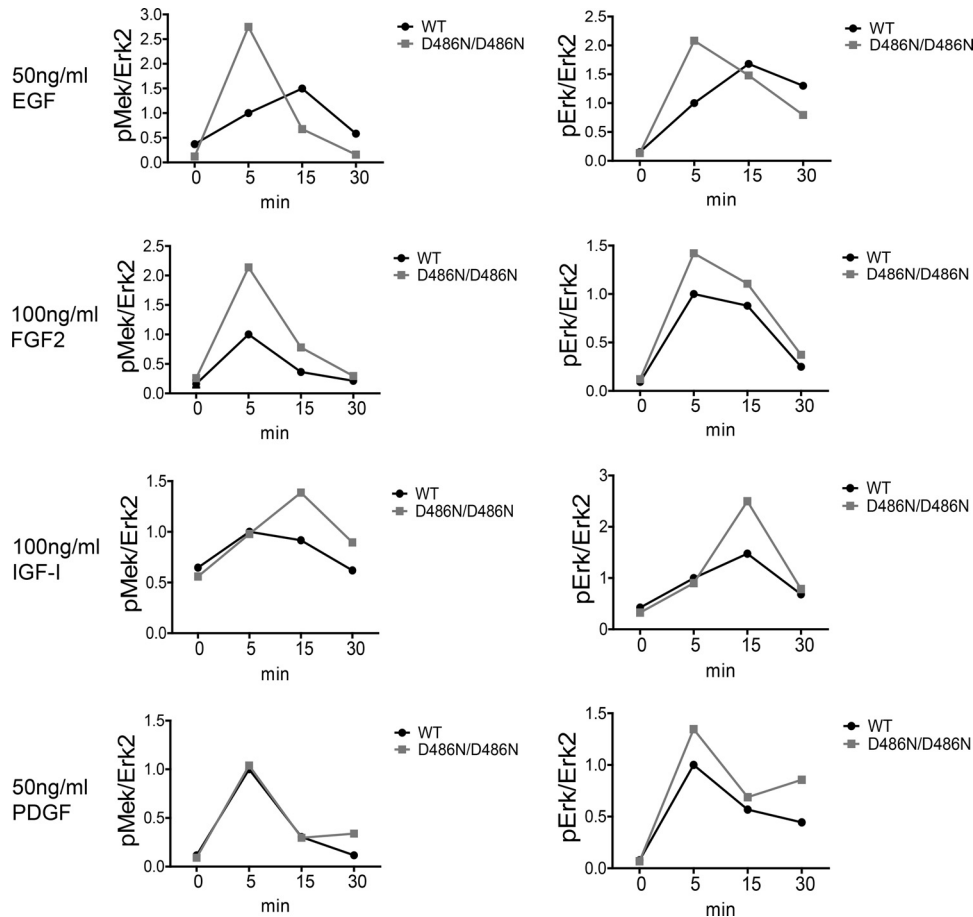 50ng/ml
EGF
pMek/Erk2
3.0
2.5
2.0
1.5
1.0
0.5
0.0
0 5 15 30
min
WT
D486N/D486N
pErk/Erk2
2.5
2.0
1.5
1.0
0.5
0.0
0 5 15 30
min
WT
D486N/D486N
100ng/ml
FGF2
pMek/Erk2
2.5
2.0
1.5
1.0
0.5
0.0
0 5 15 30
min
WT
D486N/D486N
pErk/Erk2
1.5
1.0
0.5
0.0
0 5 15 30
min
WT
D486N/D486N
100ng/ml
IGF-I
pMek/Erk2
1.5
1.0
0.5
0.0
0 5 15 30
min
WT
D486N/D486N
pErk/Erk2
3
2
1
0
0 5 15 30
min
WT
D486N/D486N
50ng/ml
PDGF
pMek/Erk2
1.5
1.0
0.5
0.0
0 5 15 30
min
WT
D486N/D486N
pErk/Erk2
1.5
1.0
0.5
0.0
0 5 15 30
min
WT
D486N/D486N